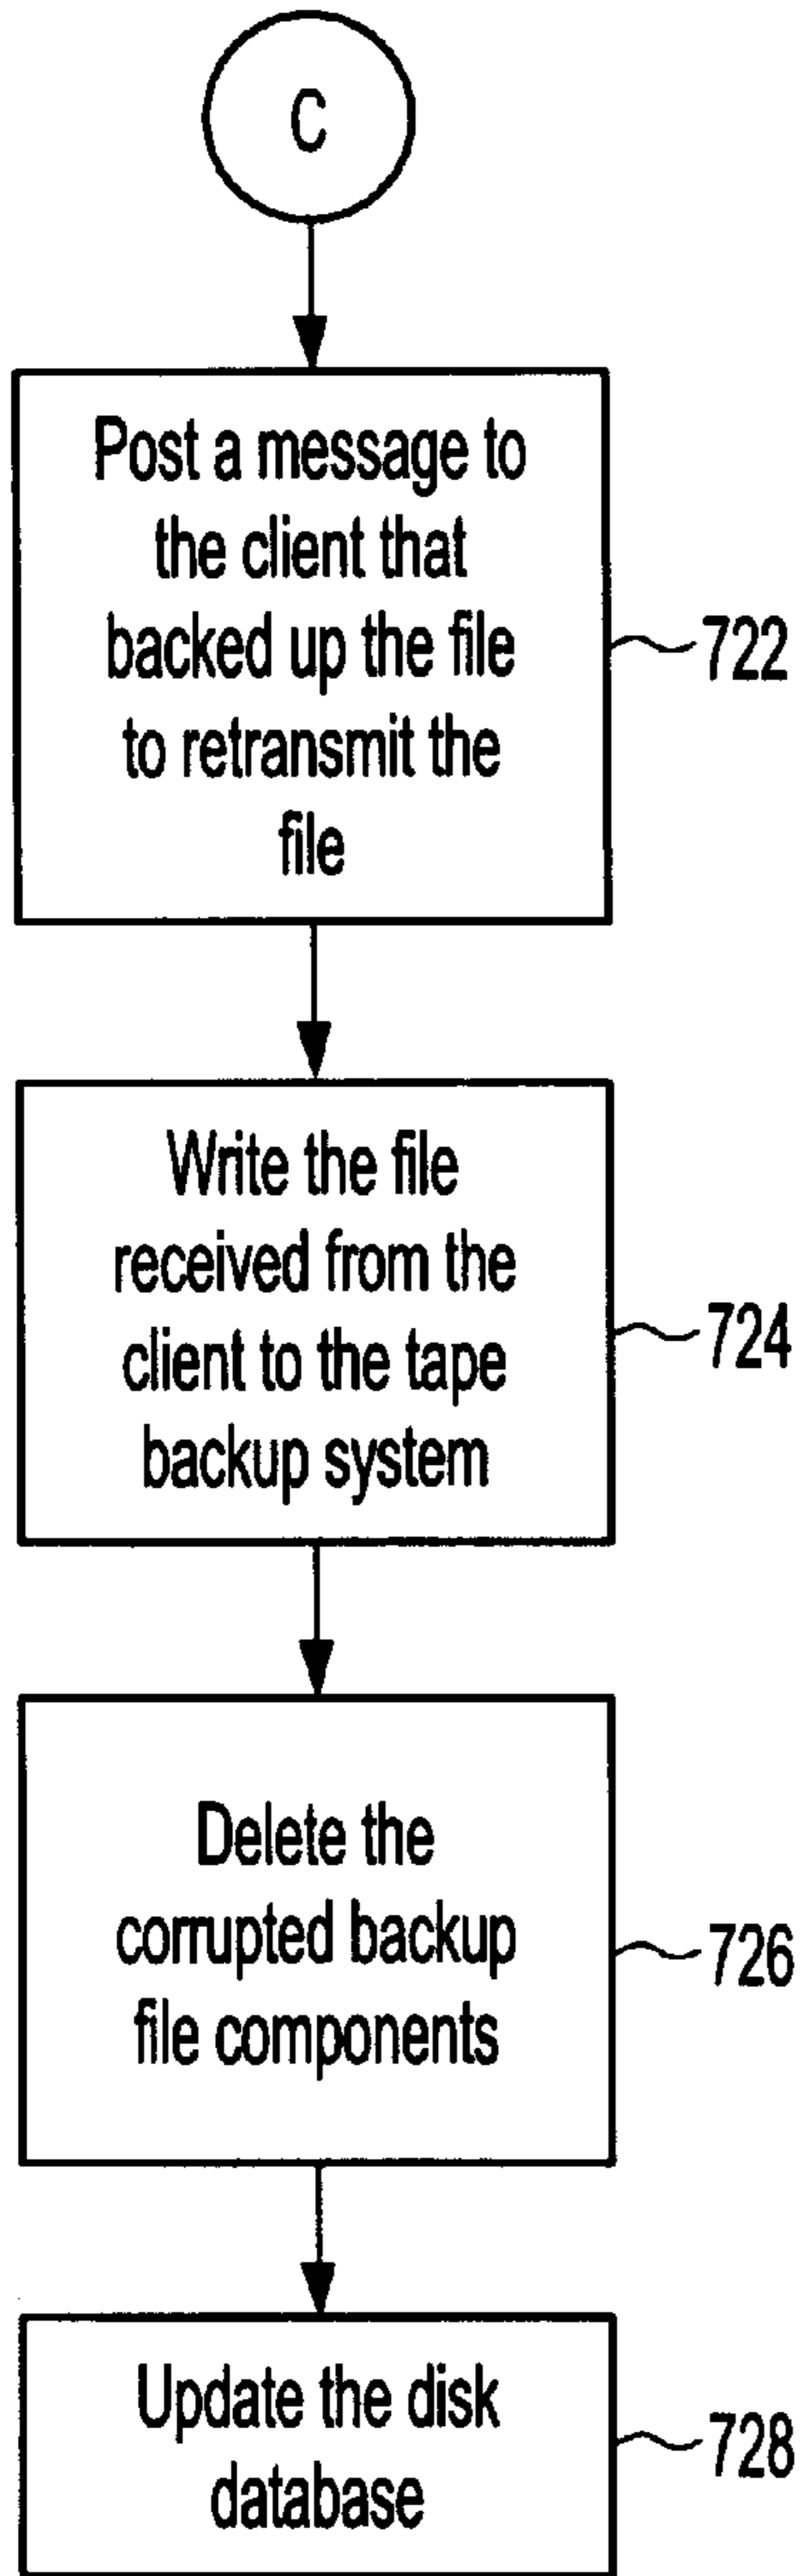 C
Post a message to
the client that
backed up the file
to retransmit the
file
722
Write the file
received from the
client to the tape
backup system
724
Delete the
corrupted backup
file components
726
Update the disk
database
728